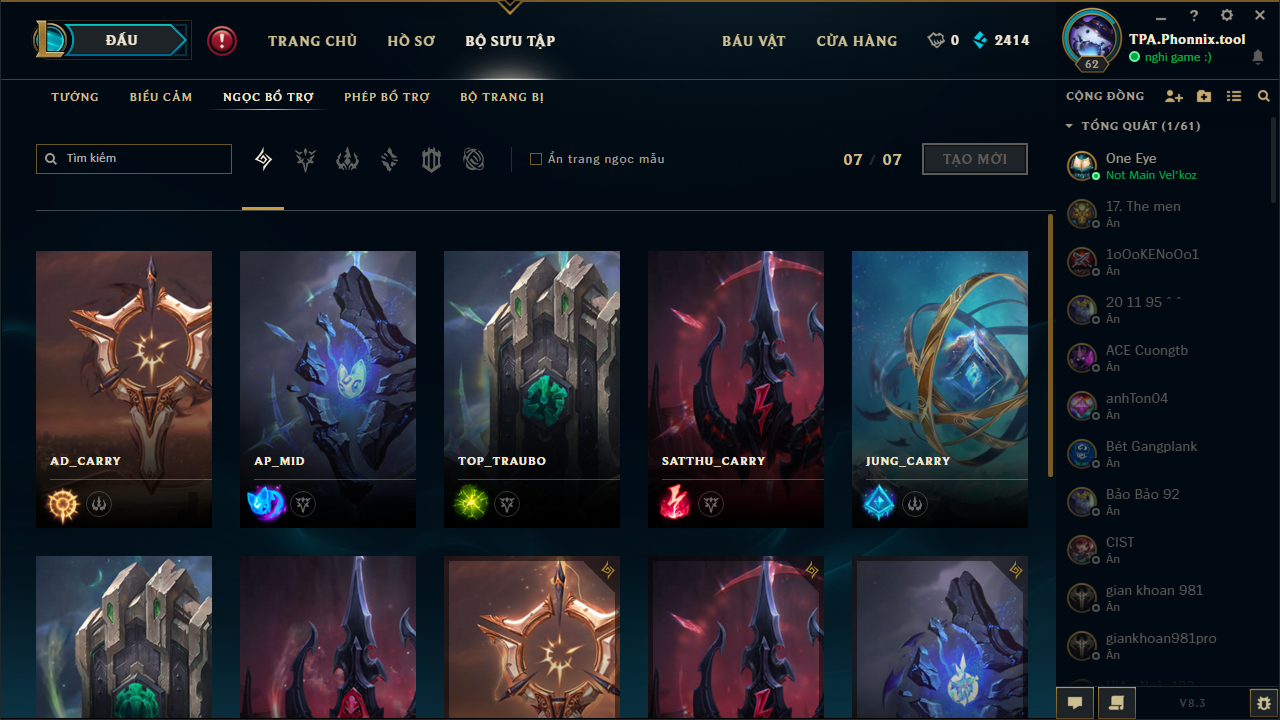 ĐẤU
TRANG CHỦ
HỒ SƠ
BỘ SƯU TẬP
BÁU VẬT
CỬA HÀNG
0
2414
62
TPA.Phonnix.tool
nghi game :)
TƯỚNG
BIỂU CẢM
NGỌC BỔ TRỢ
PHÉP BỔ TRỢ
BỘ TRANG BỊ
Tìm kiếm
Ẩn trang ngọc mẫu
07 / 07
TẠO MỚI
AD_CARRY
AP_MID
TOP_TRAUBO
SATTHU_CARRY
JUNG_CARRY
CỘNG ĐỒNG
TỔNG QUÁT (1/61)
One Eye
Not Main Vel'koz
17. The men
Ẩn
1oOoKENoOo1
Ẩn
20 11 95 ˆ ˆ
Ẩn
ACE Cuongtb
Ẩn
anhTon04
Ẩn
Bét Gangplank
Ẩn
Bảo Bảo 92
Ẩn
CIST
Ẩn
gian khoan 981
Ẩn
giankhoan981pro
Ẩn
V8.3